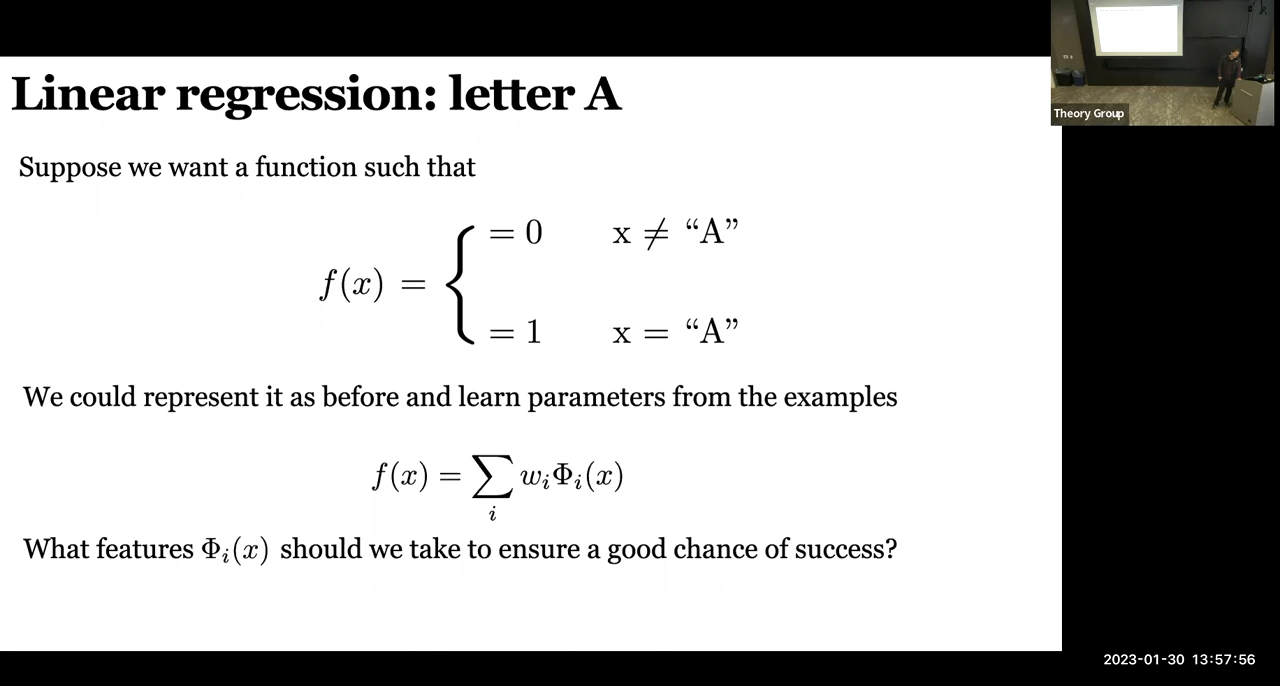 Linear regression: letter A
Theory Group
Suppose we want a function such that
f(x) = { = 0 x ≠ “A”
= 1 x = “A”
We could represent it as before and learn parameters from the examples
f(x) = ∑_i w_i Φ_i(x)
What features Φ_i(x) should we take to ensure a good chance of success?
2023-01-30 13:57:56